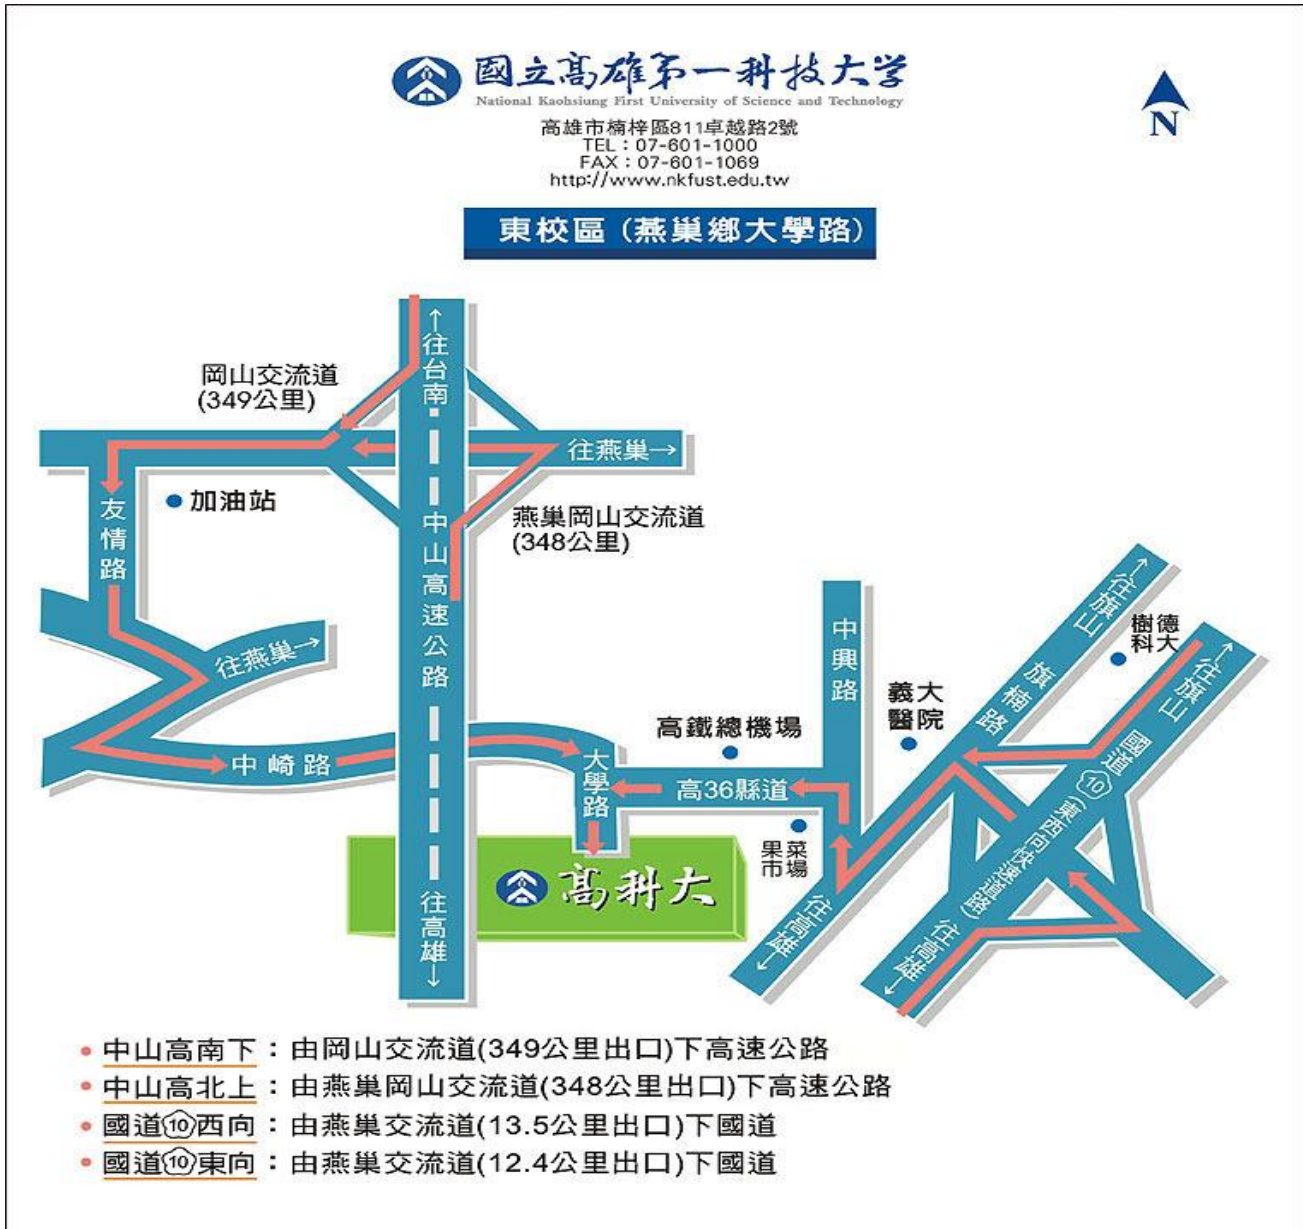 國立高雄第一科技大学
National Kaohsiung First University of Science and Technology
高雄市楠梓區811卓越路2號
TEL：07-601-1000
FAX：07-601-1069
http://www.nkfust.edu.tw
N
東校區 (燕巢鄉大學路)
←往台南
岡山交流道
(349公里)
往燕巢→
加油站
友情路
燕巢岡山交流道
(348公里)
中山高速公路
往燕巢→
中崎路
大學路
高鐵總機場
高36縣道
中興路
義大
醫院
果菜
市場
旗楠路
←往旗山
樹德
科大
←往旗山
國道⑩(東西向快速道路)
往高雄→
往高雄→
往高雄→
高科大
中山高南下：由岡山交流道(349公里出口)下高速公路
中山高北上：由燕巢岡山交流道(348公里出口)下高速公路
國道⑩西向：由燕巢交流道(13.5公里出口)下國道
國道⑩東向：由燕巢交流道(12.4公里出口)下國道